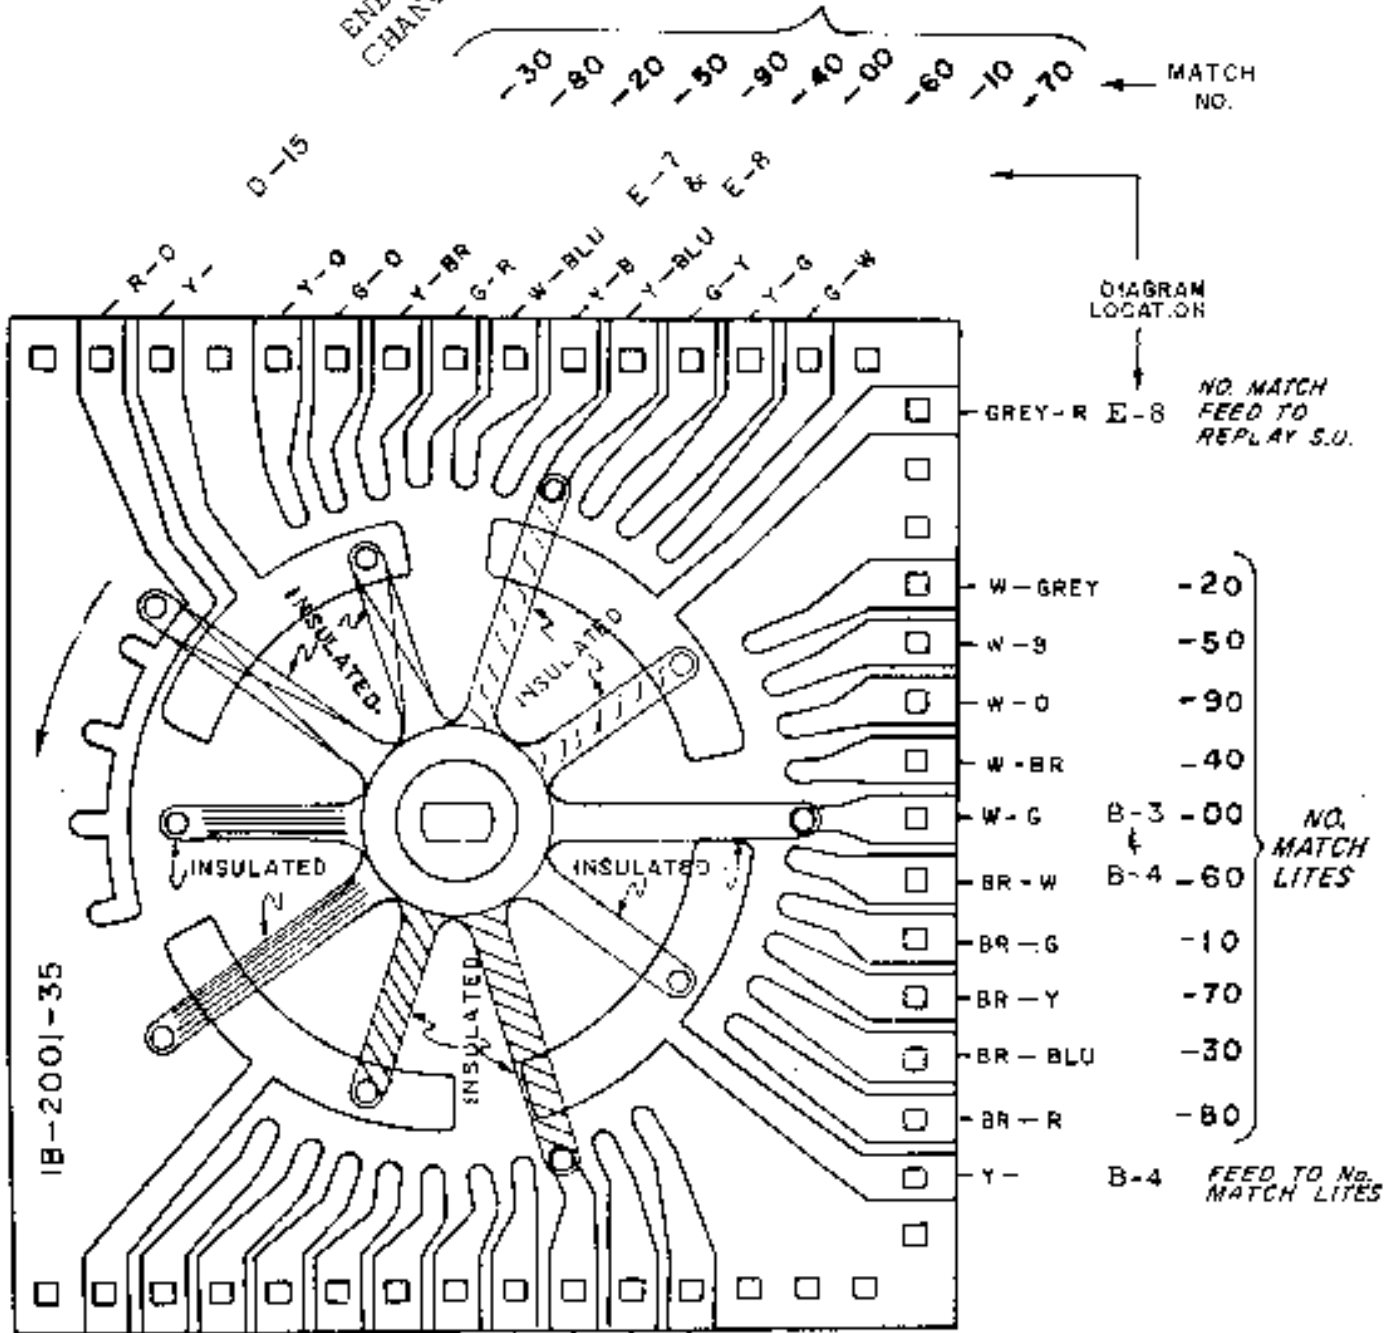 -30 -80 -20 -50 -90 -40 -00 -60 -10 -70
MATCH
NO.
D-15
E-7
&
E-8
R-O
Y-
Y-O
G-O
Y-BR
G-R
W-BLU
Y-B
Y-BLU
G-Y
Y-G
G-W
DIAGRAM
LOCATION
GREY-R E-8
NO. MATCH
FEED TO
REPLAY S.U.
W-GREY -20
W-B -50
W-O -90
W-BR -40
W-G B-3 -00
&
BR-W B-4 -60
BR-G -10
BR-Y -70
BR-BLU -30
BR-R -80
NO.
MATCH
LITES
Y- B-4
FEED TO No.
MATCH LITES
INSULATED.
INSULATED
INSULATED
INSULATED
INSULATED
1B-2001-35